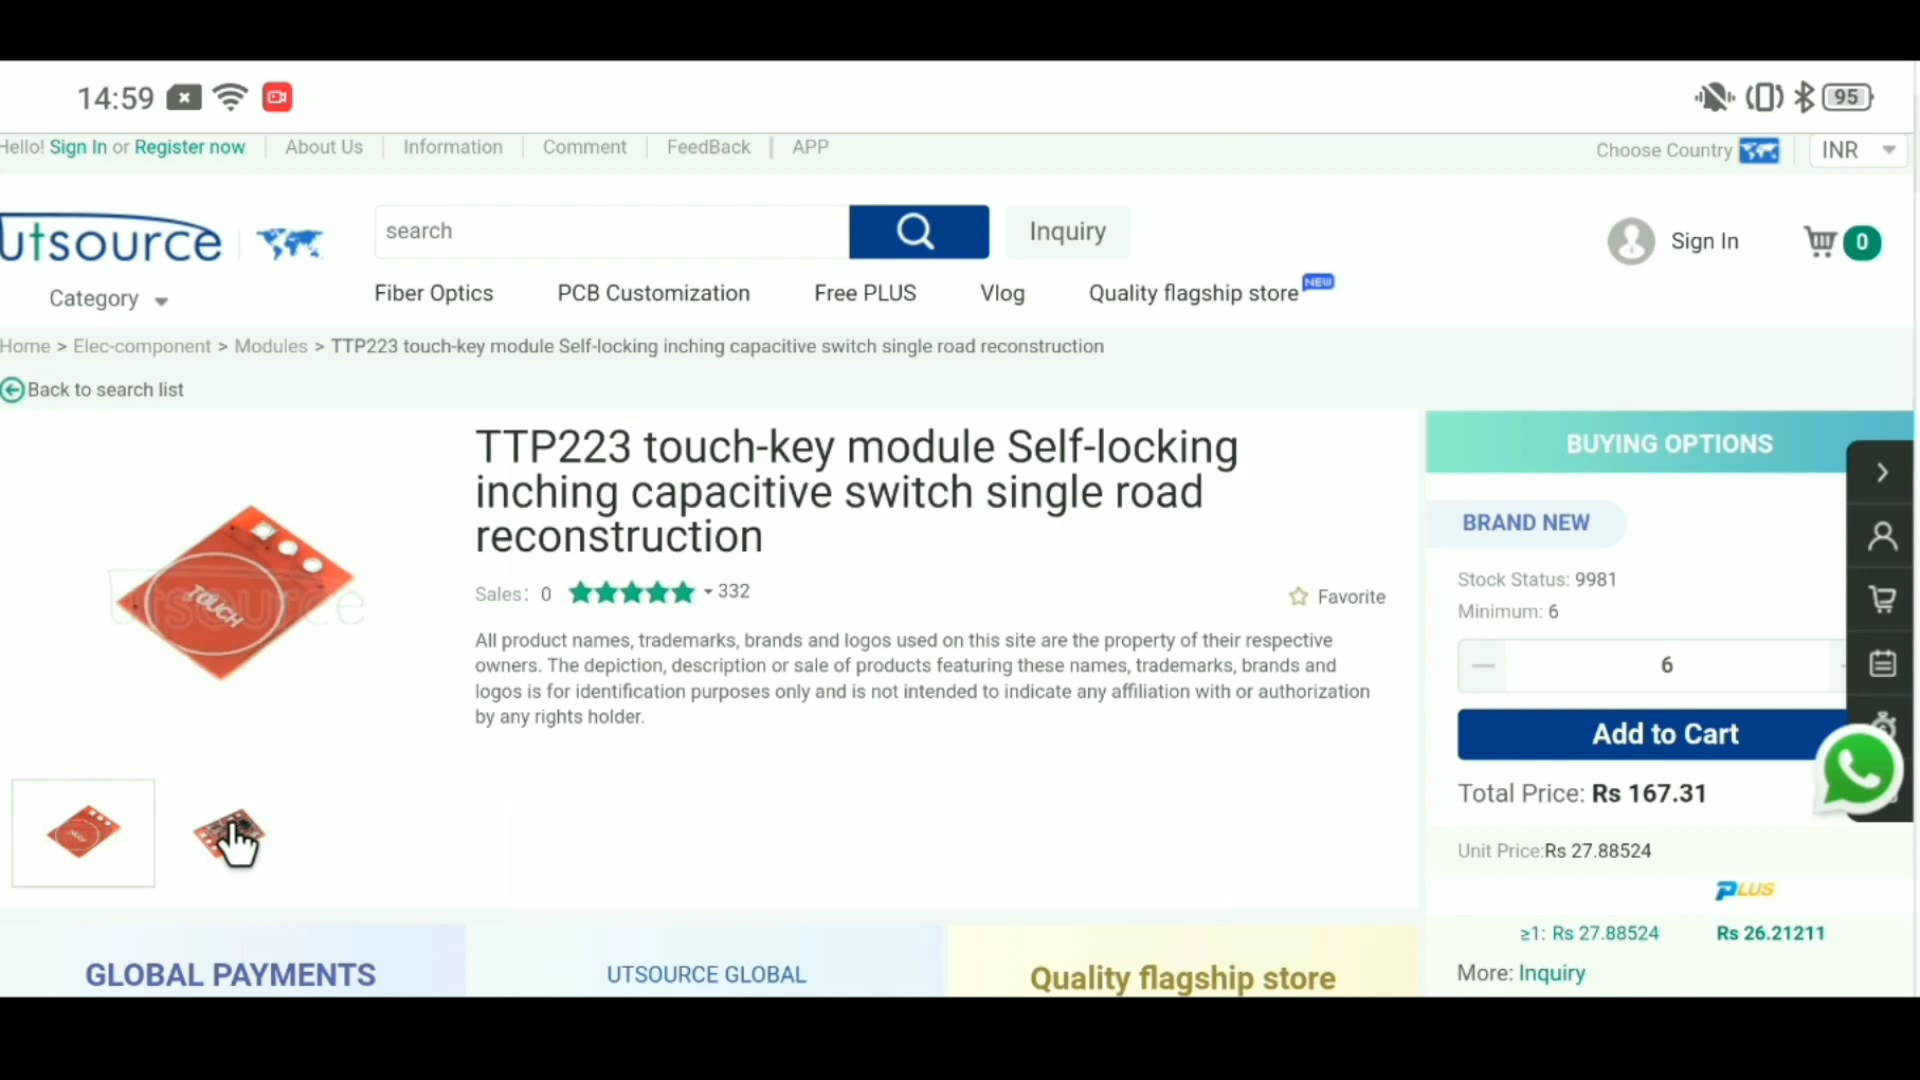 14:59
95
Hello! Sign In or Register now
About Us
Information
Comment
FeedBack
APP
Choose Country
INR
utsource
search
Inquiry
Sign In
0
Category
Fiber Optics
PCB Customization
Free PLUS
Vlog
Quality flagship store
NEW
Home > Elec-component > Modules > TTP223 touch-key module Self-locking inching capacitive switch single road reconstruction
Back to search list
TTP223 touch-key module Self-locking
inching capacitive switch single road
reconstruction
Sales: 0
332
Favorite
All product names, trademarks, brands and logos used on this site are the property of their respective
owners. The depiction, description or sale of products featuring these names, trademarks, brands and
logos is for identification purposes only and is not intended to indicate any affiliation with or authorization
by any rights holder.
TOUCH
utsource
BUYING OPTIONS
BRAND NEW
Stock Status: 9981
Minimum: 6
6
Add to Cart
Total Price: Rs 167.31
Unit Price:Rs 27.88524
PLUS
≥1: Rs 27.88524
Rs 26.21211
More: Inquiry
GLOBAL PAYMENTS
UTSOURCE GLOBAL
Quality flagship store